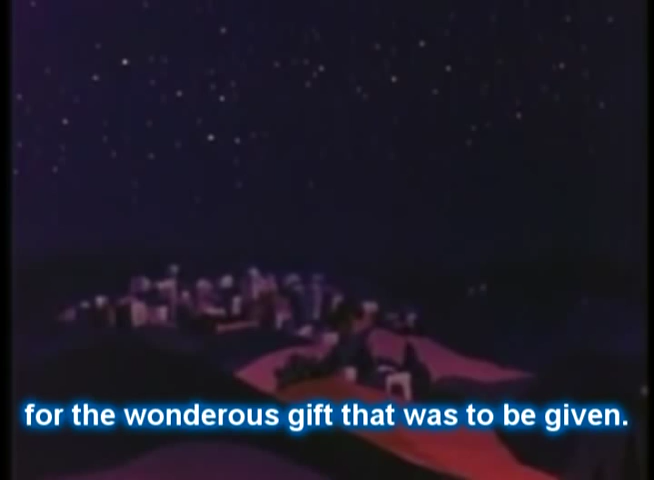 for the wonderous gift that was to be given.